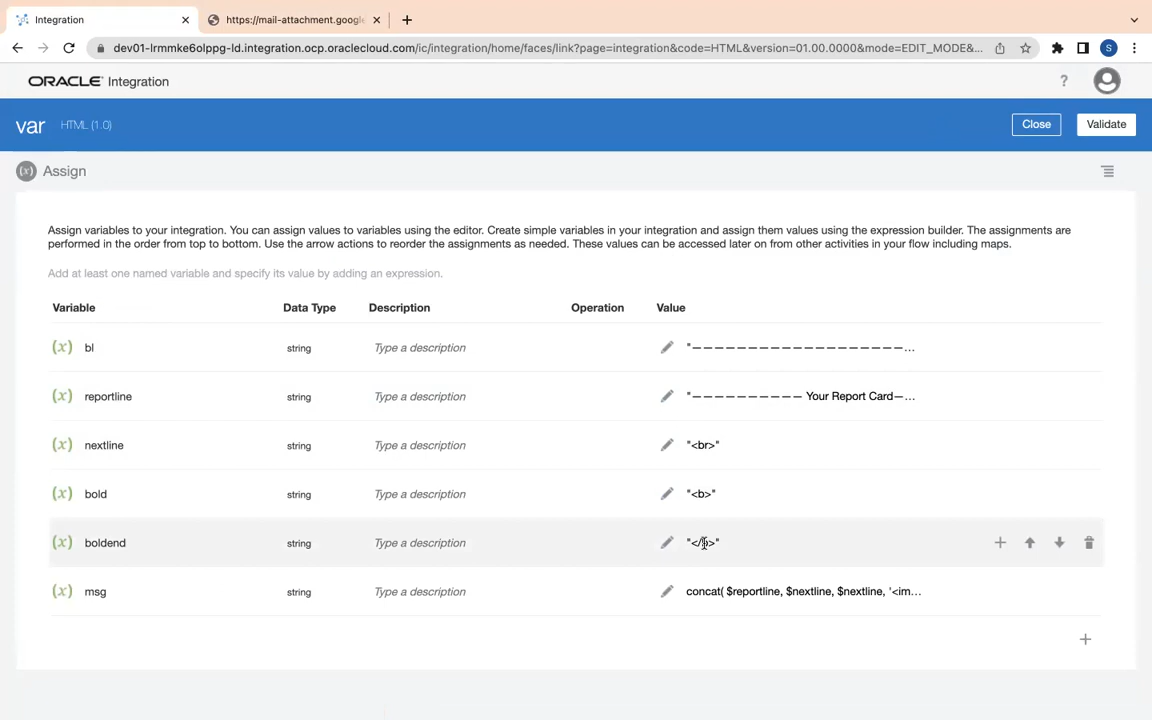 Integration
https://mail-attachment.googl
dev01-lrmmke6olppg-ld.integration.ocp.oraclecloud.com/ic/integration/home/faces/link?page=integration&code=HTML&version=01.00.0000&mode=EDIT_MODE&...
S
ORACLE Integration
?
var HTML (1.0) Close Validate
(x) Assign
Assign variables to your integration. You can assign values to variables using the editor. Create simple variables in your integration and assign them values using the expression builder. The assignments are
performed in the order from top to bottom. Use the arrow actions to reorder the assignments as needed. These values can be accessed later on from other activities in your flow including maps.
Add at least one named variable and specify its value by adding an expression.
Variable Data Type Description Operation Value
(x) bl string Type a description "———————————————————...
(x) reportline string Type a description "—————————— Your Report Card—...
(x) nextline string Type a description "<br>"
(x) bold string Type a description "<b>"
(x) boldend string Type a description "</b>"
(x) msg string Type a description concat( $reportline, $nextline, $nextline, '<im...